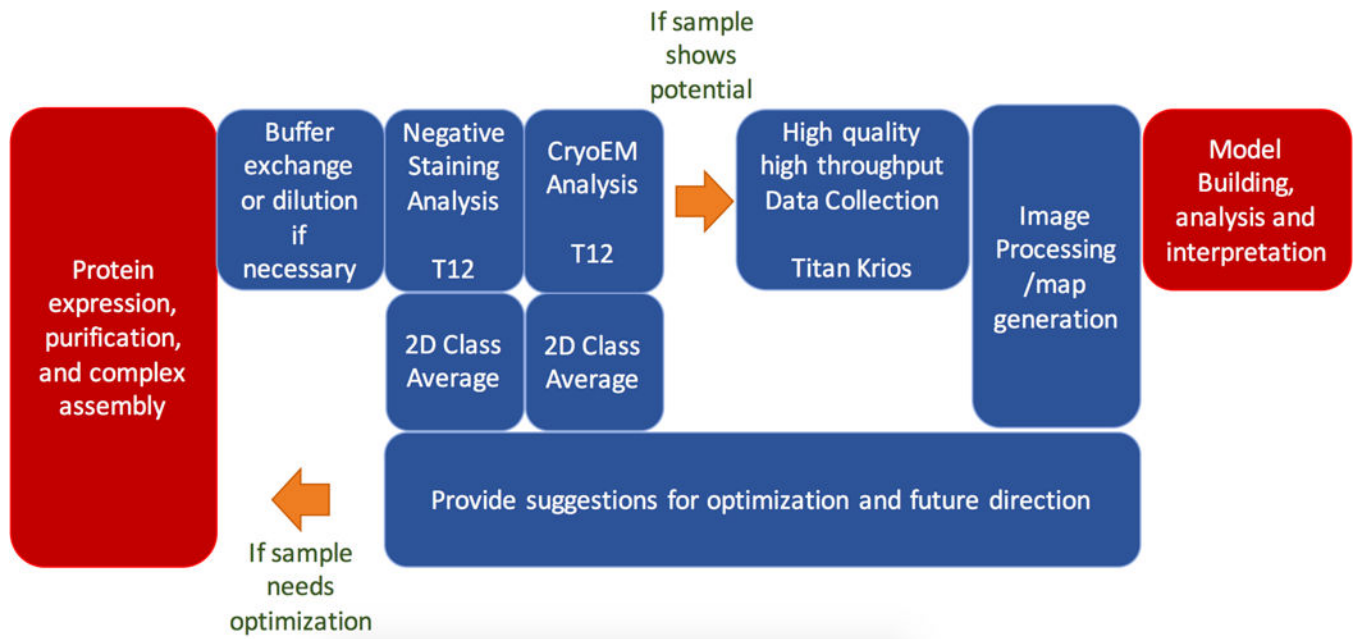 If sample
shows
potential
Protein
expression,
purification,
and complex
assembly
Buffer
exchange
or dilution
if
necessary
Negative
Staining
Analysis
T12
CryoEM
Analysis
T12
High quality
high throughput
Data Collection
Titan Krios
Image
Processing
/map
generation
Model
Building,
analysis and
interpretation
2D Class
Average
2D Class
Average
Provide suggestions for optimization and future direction
If sample
needs
optimization